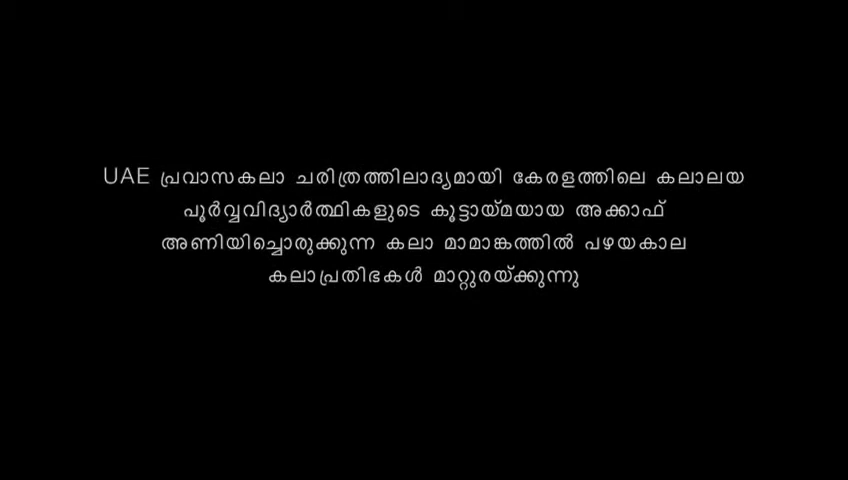 UAE പ്രവാസകലാ ചരിത്രത്തിലാദ്യമായി കേരളത്തിലെ കലാലയ
പൂർവ്വവിദ്യാർത്ഥികളുടെ കൂട്ടായ്മയായ അക്കാഫ്
അണിയിച്ചൊരുക്കുന്ന കലാ മാമാങ്കത്തിൽ പഴയകാല
കലാപ്രതിഭകൾ മാറ്റുരയ്ക്കുന്നു